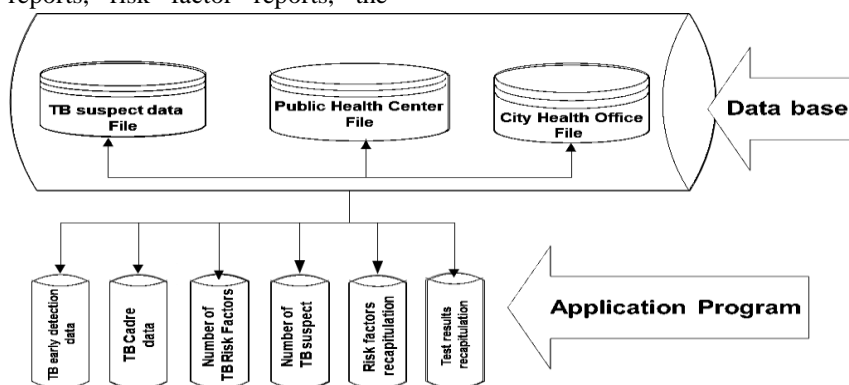 reports, risk factor reports, the
TB suspect data
File
Public Health Center
File
City Health Office
File
Data base
TB early detection
data
TB Cadre
data
Number of
TB Risk Factors
Number of
TB suspect
Risk factors
recapitulation
Test results
recapitulation
Application Program